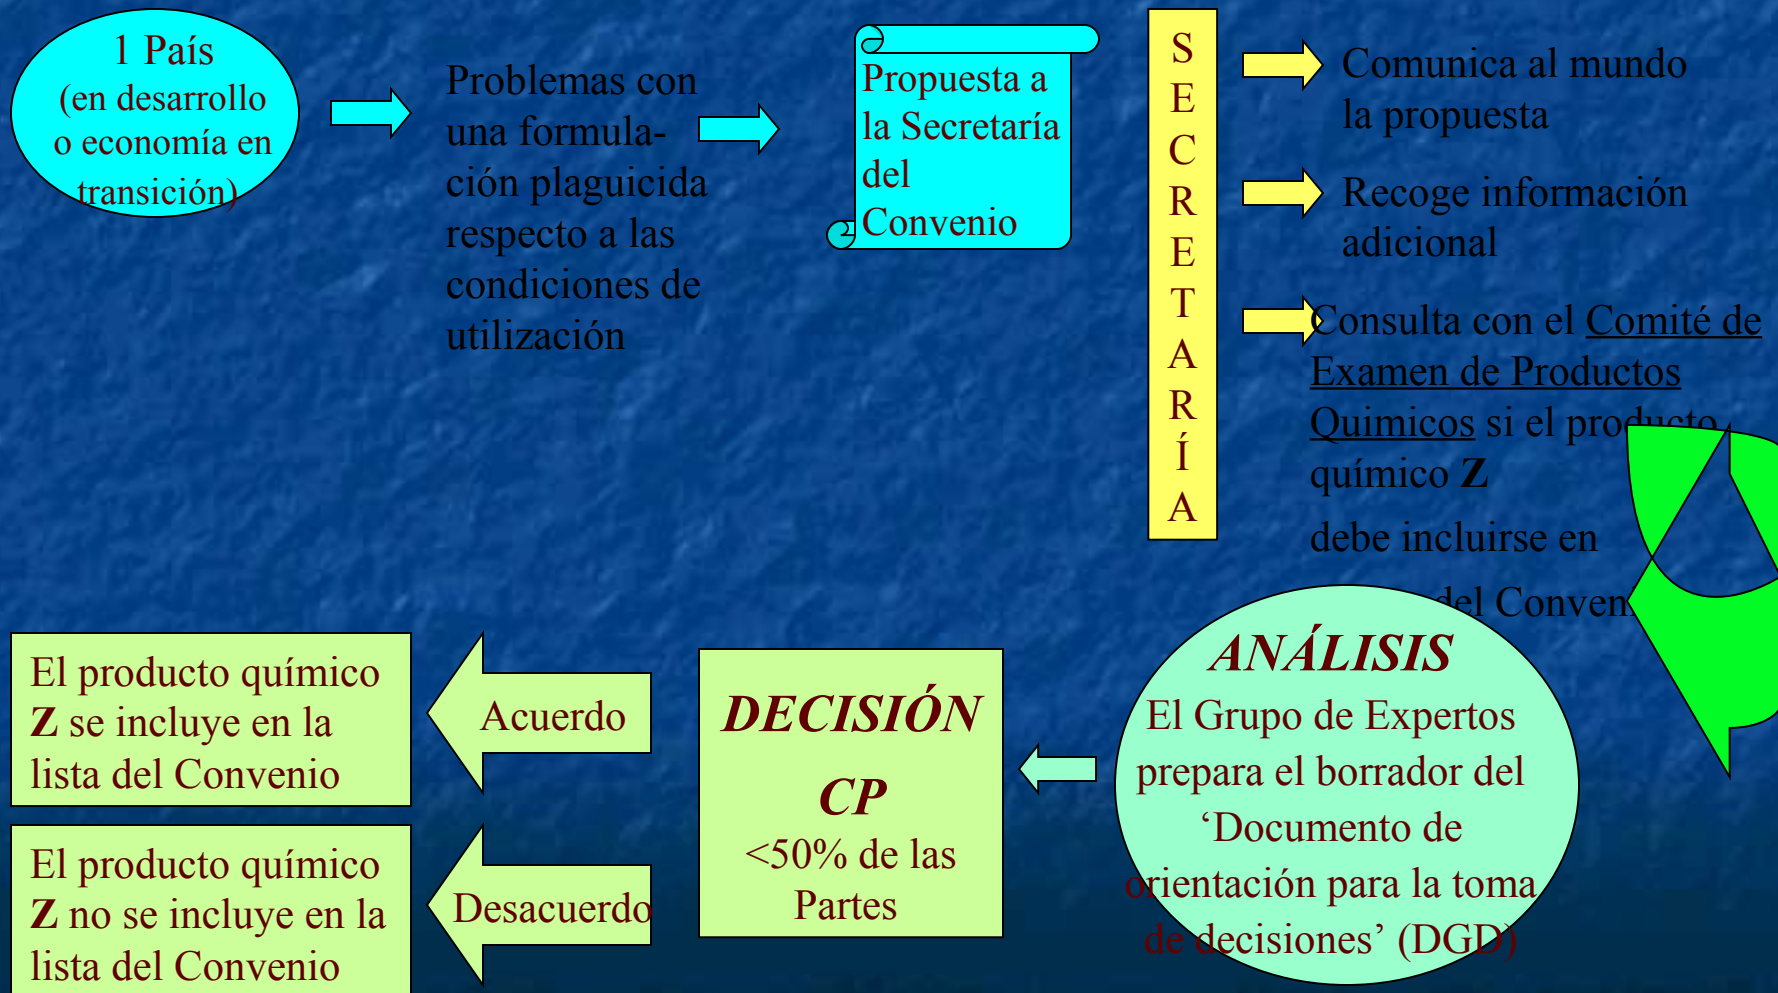 1 País
(en desarrollo
o economía en
transición)
Problemas con
una formula-
ción plaguicida
respecto a las
condiciones de
utilización
Propuesta a
la Secretaría
del
Convenio
S
E
C
R
E
T
A
R
Í
A
Comunica al mundo
la propuesta
Recoge información
adicional
Consulta con el Comité de
Examen de Productos
Quimicos si el producto
químico Z
debe incluirse en
del
ANÁLISIS
El Grupo de Expertos
prepara el borrador del
‘Documento de
orientación para la toma
de decisiones’ (DGD)
DECISIÓN
CP
<50% de las
Partes
Acuerdo
El producto químico
Z se incluye en la
lista del Convenio
Desacuerdo
El producto químico
Z no se incluye en la
lista del Convenio